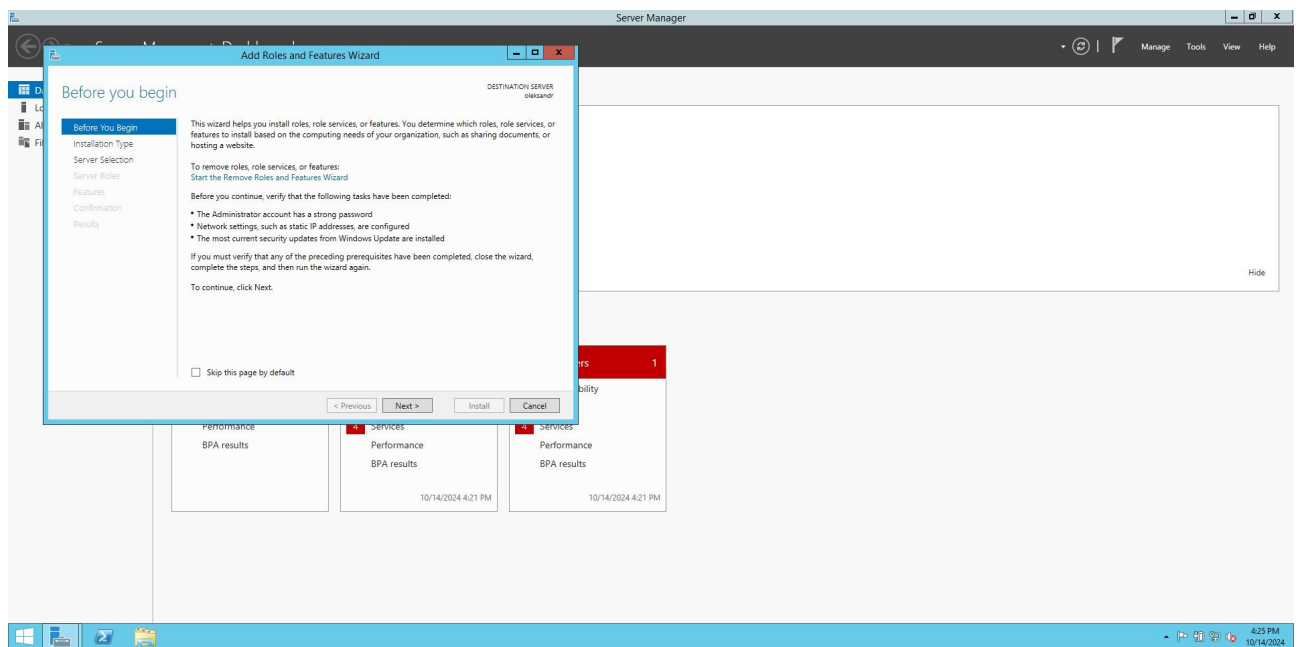 Server Manager
Manage Tools View Help
Add Roles and Features Wizard
Before you begin
DESTINATION SERVER
oleksandr
Before You Begin
Installation Type
Server Selection
Server Roles
Features
Confirmation
Results
This wizard helps you install roles, role services, or features. You determine which roles, role services, or
features to install based on the computing needs of your organization, such as sharing documents, or
hosting a website.
To remove roles, role services, or features:
Start the Remove Roles and Features Wizard
Before you continue, verify that the following tasks have been completed:
• The Administrator account has a strong password
• Network settings, such as static IP addresses, are configured
• The most current security updates from Windows Update are installed
If you must verify that any of the preceding prerequisites have been completed, close the wizard,
complete the steps, and then run the wizard again.
To continue, click Next.
Skip this page by default
< Previous Next > Install Cancel
Hide
1
Performance
BPA results
4 Services
Performance
BPA results
10/14/2024 4:21 PM
4 Services
Performance
BPA results
10/14/2024 4:21 PM
4:25 PM
10/14/2024